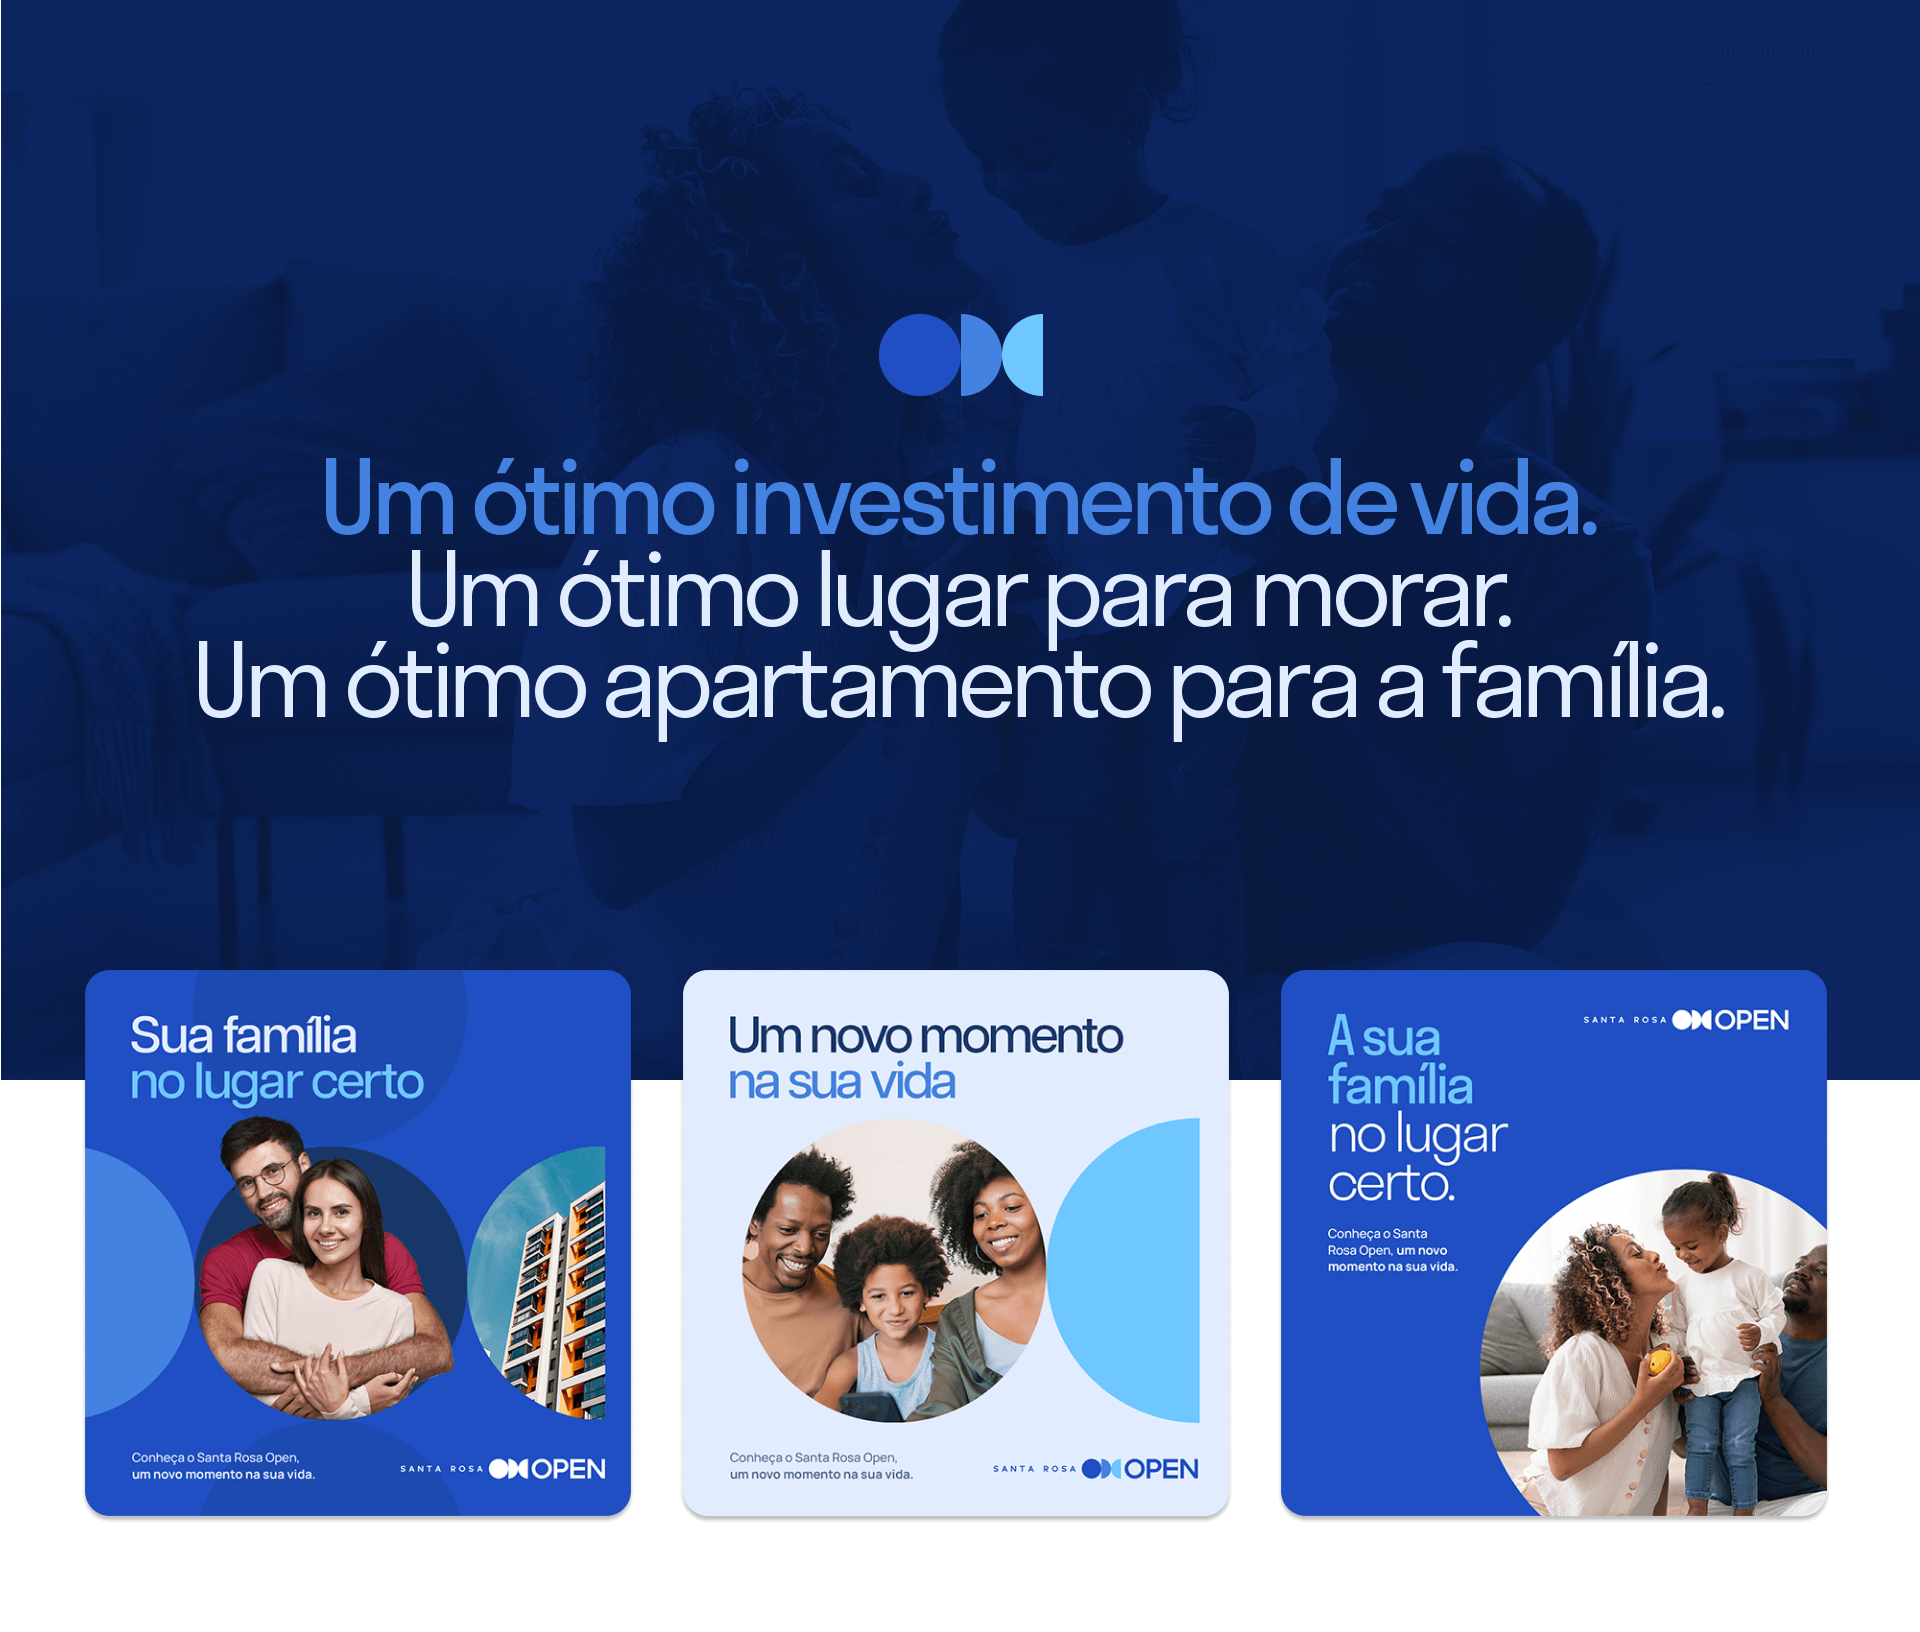 Um ótimo investimento de vida.
Um ótimo lugar para morar.
Um ótimo apartamento para a família.
Sua família
no lugar certo
Conheça o Santa Rosa Open,
um novo momento na sua vida.
SANTA ROSA OPEN
Um novo momento
na sua vida
Conheça o Santa Rosa Open,
um novo momento na sua vida.
SANTA ROSA OPEN
SANTA ROSA OPEN
A sua
família
no lugar
certo.
Conheça o Santa
Rosa Open, um novo
momento na sua vida.